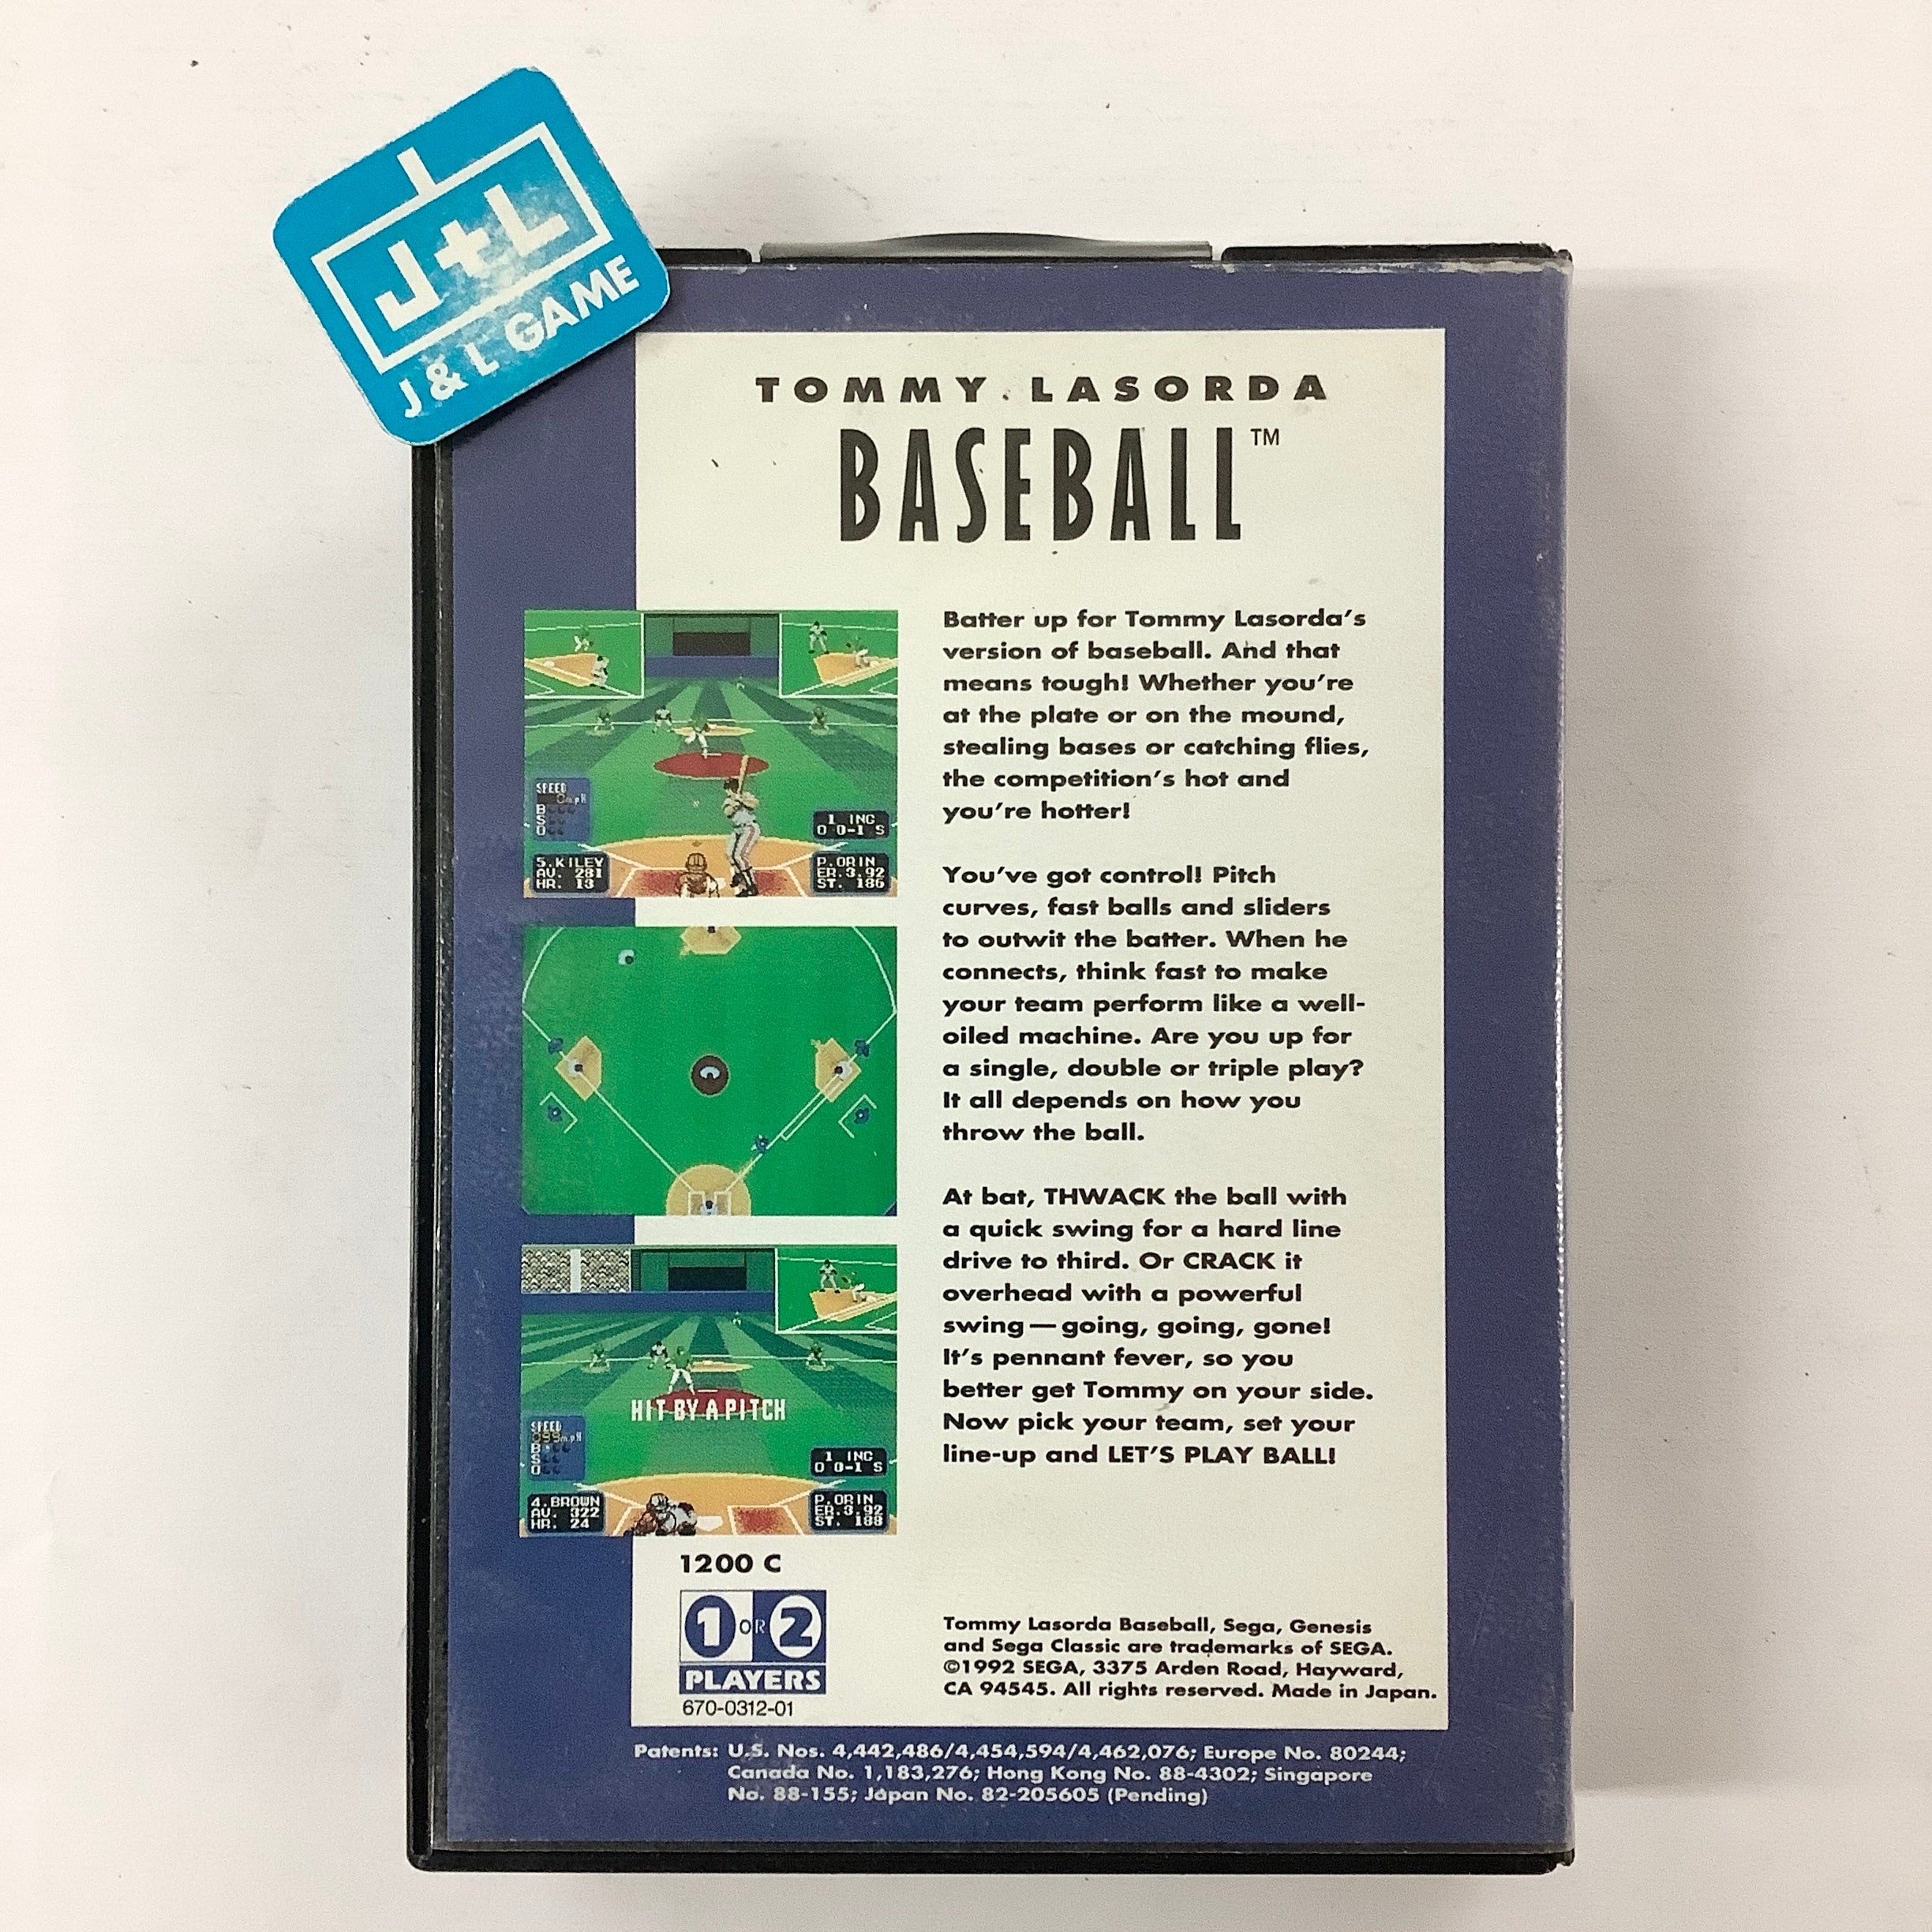 J+L
J & L GAME
TOMMY LASORDA
BASEBALL™
Batter up for Tommy Lasorda's
version of baseball. And that
means tough! Whether you're
at the plate or on the mound,
stealing bases or catching flies,
the competition's hot and
you're hotter!
You've got control! Pitch
curves, fast balls and sliders
to outwit the batter. When he
connects, think fast to make
your team perform like a well-
oiled machine. Are you up for
a single, double or triple play?
It all depends on how you
throw the ball.
At bat, THWACK the ball with
a quick swing for a hard line
drive to third. Or CRACK it
overhead with a powerful
swing — going, going, gone!
It's pennant fever, so you
better get Tommy on your side.
Now pick your team, set your
line-up and LET'S PLAY BALL!
SPEED
0mpH
B
S
O
1 ING
0 0-1 S
5.KILEY
AV. 281
HR. 13
P.ORIN
ER.3.92
ST. 186
HIT BY A PITCH
SPEED
099mpH
B
S
O
1 ING
0 0-1 S
4.BROWN
AV. 322
HR. 24
P.ORIN
ER.3.92
ST. 188
1200 C
1 OR 2
PLAYERS
670-0312-01
Tommy Lasorda Baseball, Sega, Genesis
and Sega Classic are trademarks of SEGA.
©1992 SEGA, 3375 Arden Road, Hayward,
CA 94545. All rights reserved. Made in Japan.
Patents: U.S. Nos. 4,442,486/4,454,594/4,462,076; Europe No. 80244;
Canada No. 1,183,276; Hong Kong No. 88-4302; Singapore
No. 88-155; Japan No. 82-205605 (Pending)